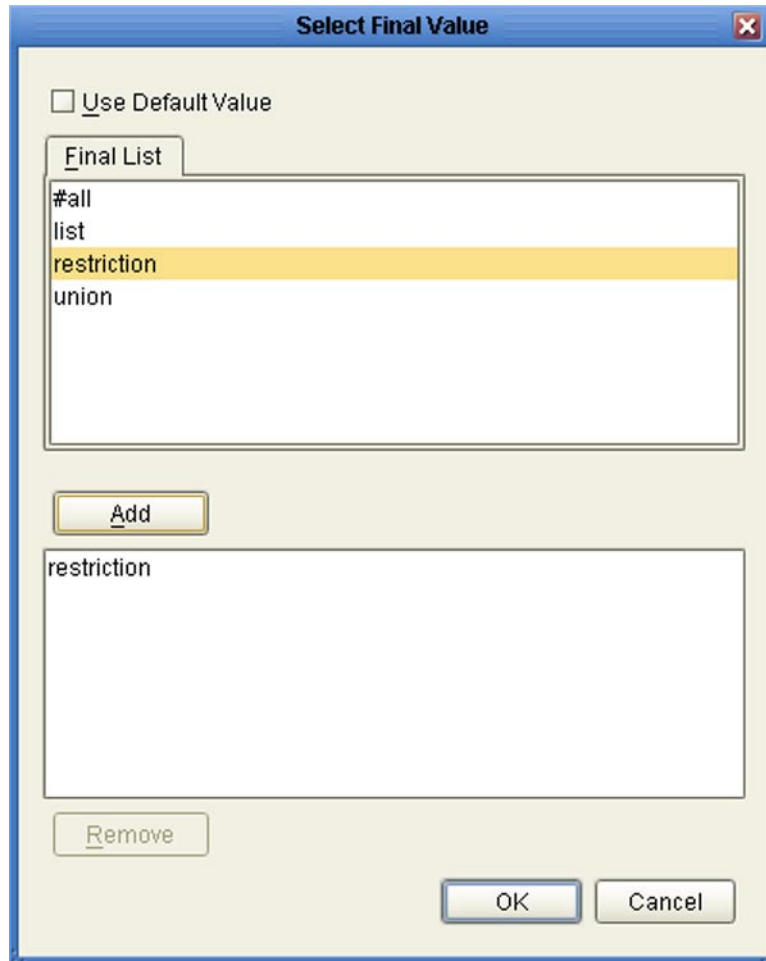 Select Final Value
Use Default Value
Final List
#all
list
restriction
union
Add
restriction
Remove
OK
Cancel